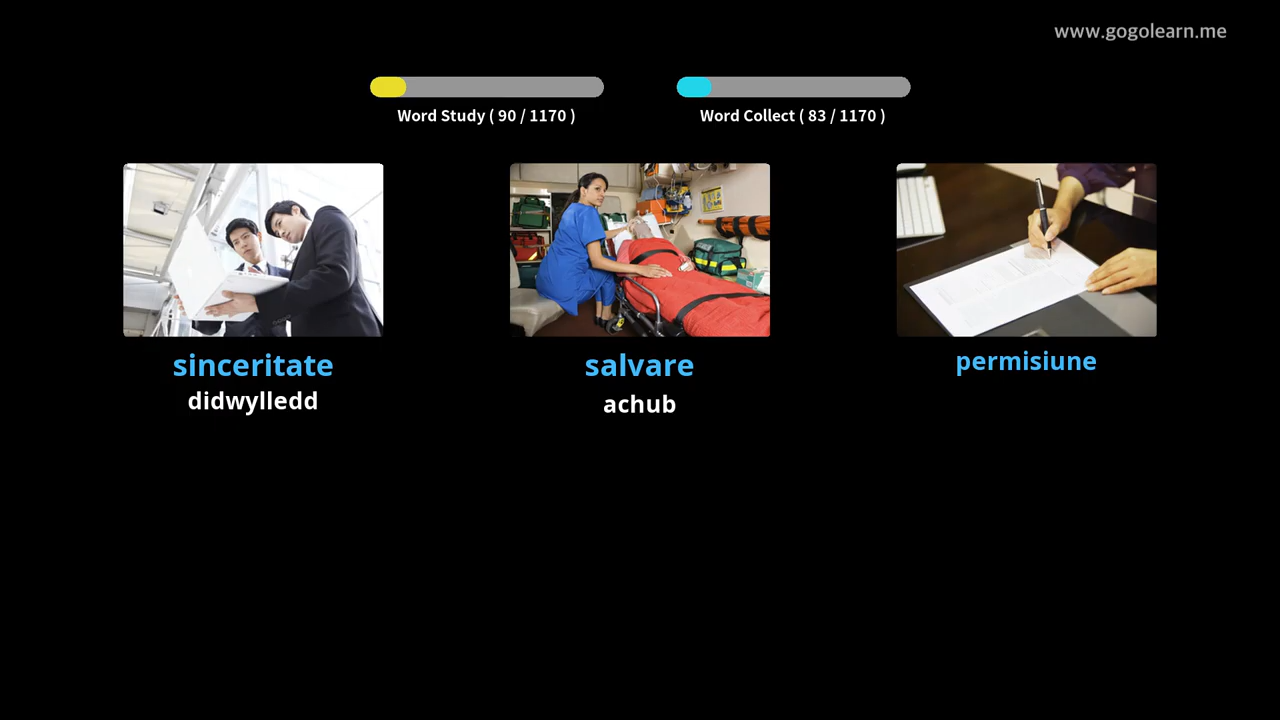 www.gogolearn.me
Word Study ( 90 / 1170 )
Word Collect ( 83 / 1170 )
sinceritate
didwylledd
salvare
achub
permisiune